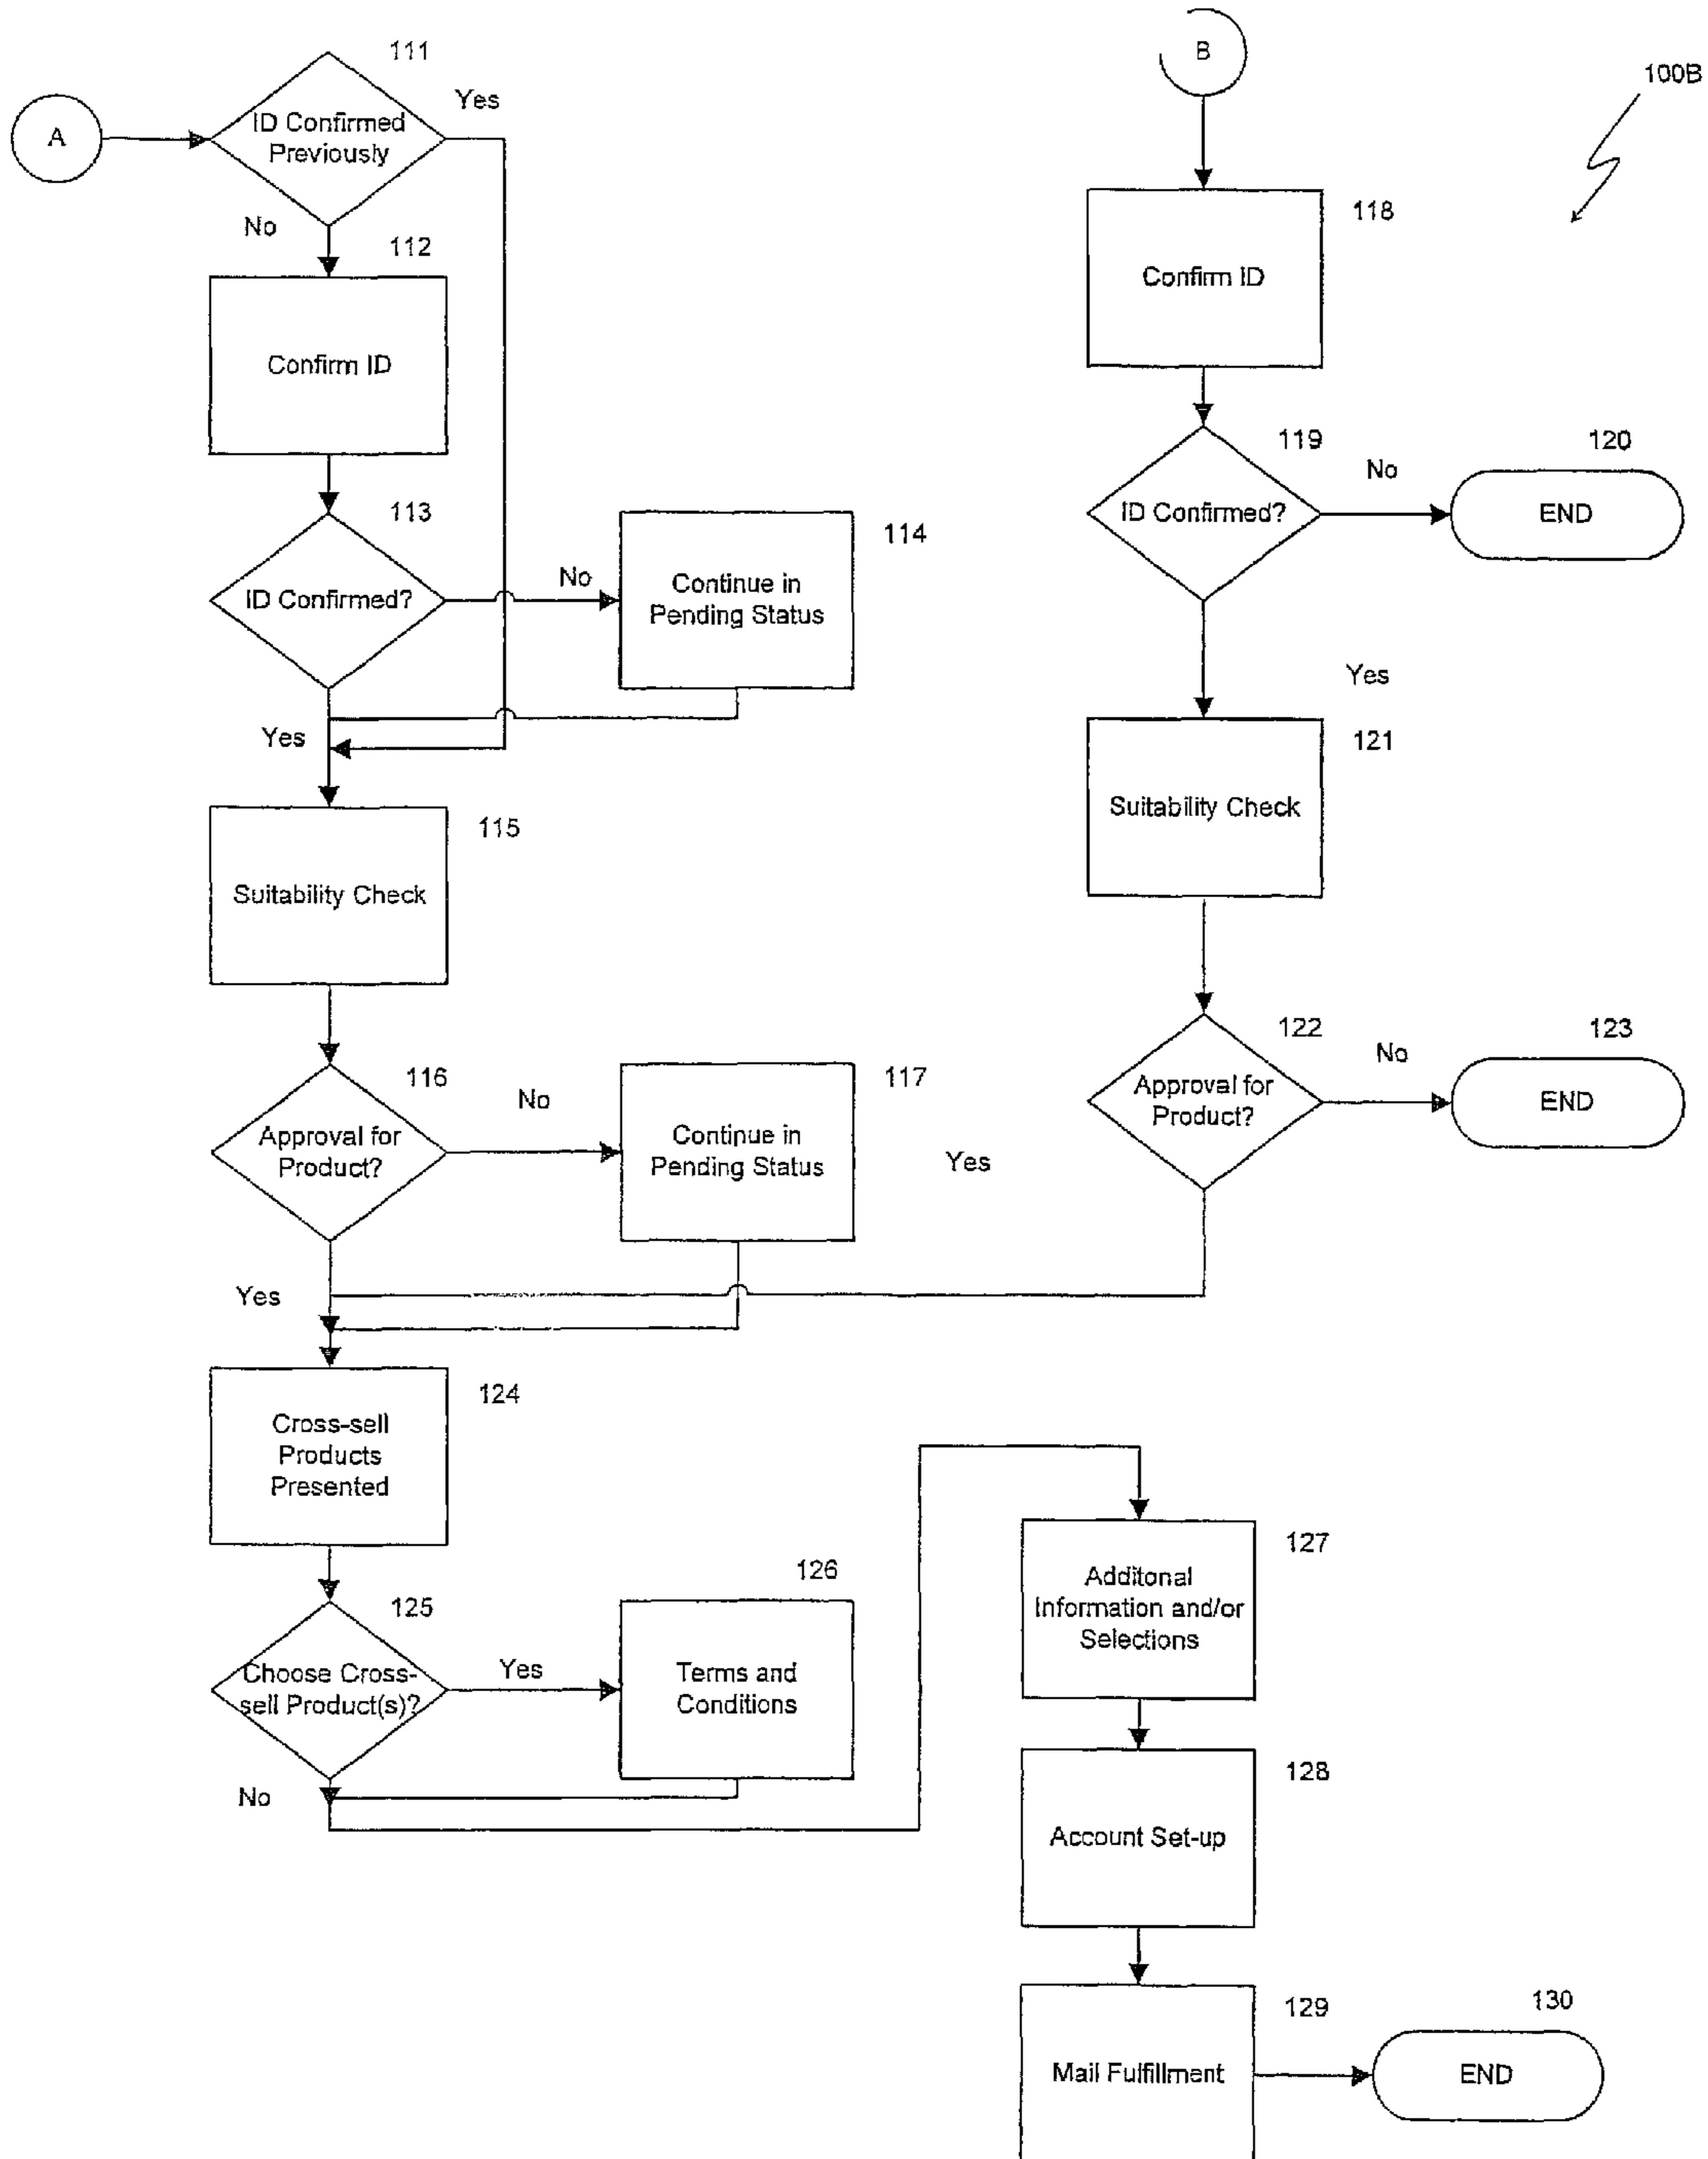 A
111
ID Confirmed
Previously
Yes
No
112
Confirm ID
113
ID Confirmed?
No
114
Continue in
Pending Status
Yes
115
Suitability Check
116
Approval for
Product?
No
117
Continue in
Pending Status
Yes
B
100B
118
Confirm ID
119
ID Confirmed?
No
120
END
Yes
121
Suitability Check
122
Approval for
Product?
No
123
END
Yes
124
Cross-sell
Products
Presented
125
Choose Cross-
sell Product(s)?
Yes
126
Terms and
Conditions
No
127
Additonal
Information and/or
Selections
128
Account Set-up
129
Mail Fulfillment
130
END